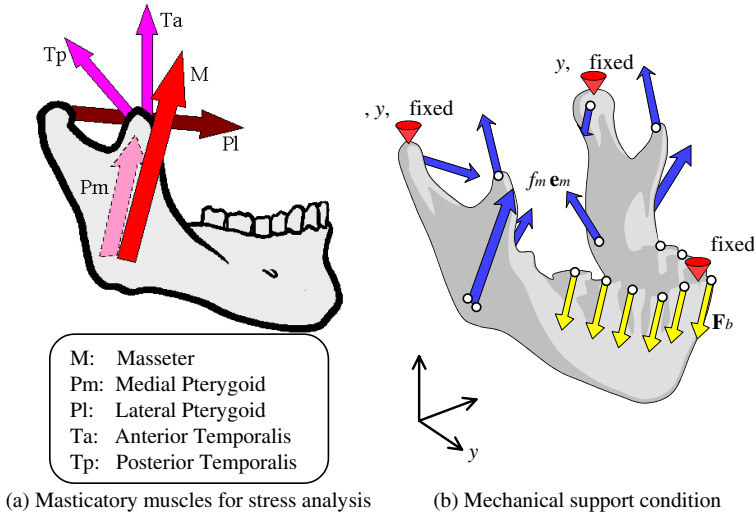 Ta
Tp
M
Pl
Pm
M: Masseter
Pm: Medial Pterygoid
Pl: Lateral Pterygoid
Ta: Anterior Temporalis
Tp: Posterior Temporalis
(a) Masticatory muscles for stress analysis
y, fixed
, y, fixed
fm em
fixed
Fb
y
(b) Mechanical support condition